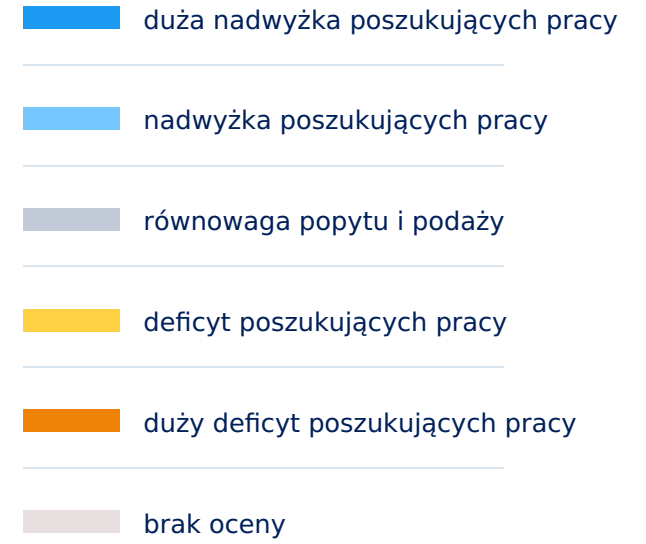 duża nadwyżka poszukujących pracy
nadwyżka poszukujących pracy
równowaga popytu i podaży
deficyt poszukujących pracy
duży deficyt poszukujących pracy
brak oceny